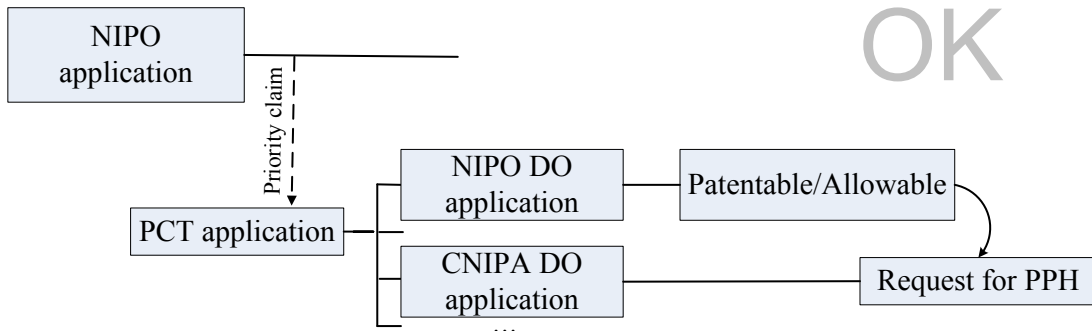 NIPO
application
OK
Priority claim
NIPO DO
application
Patentable/Allowable
PCT application
CNIPA DO
application
Request for PPH
...